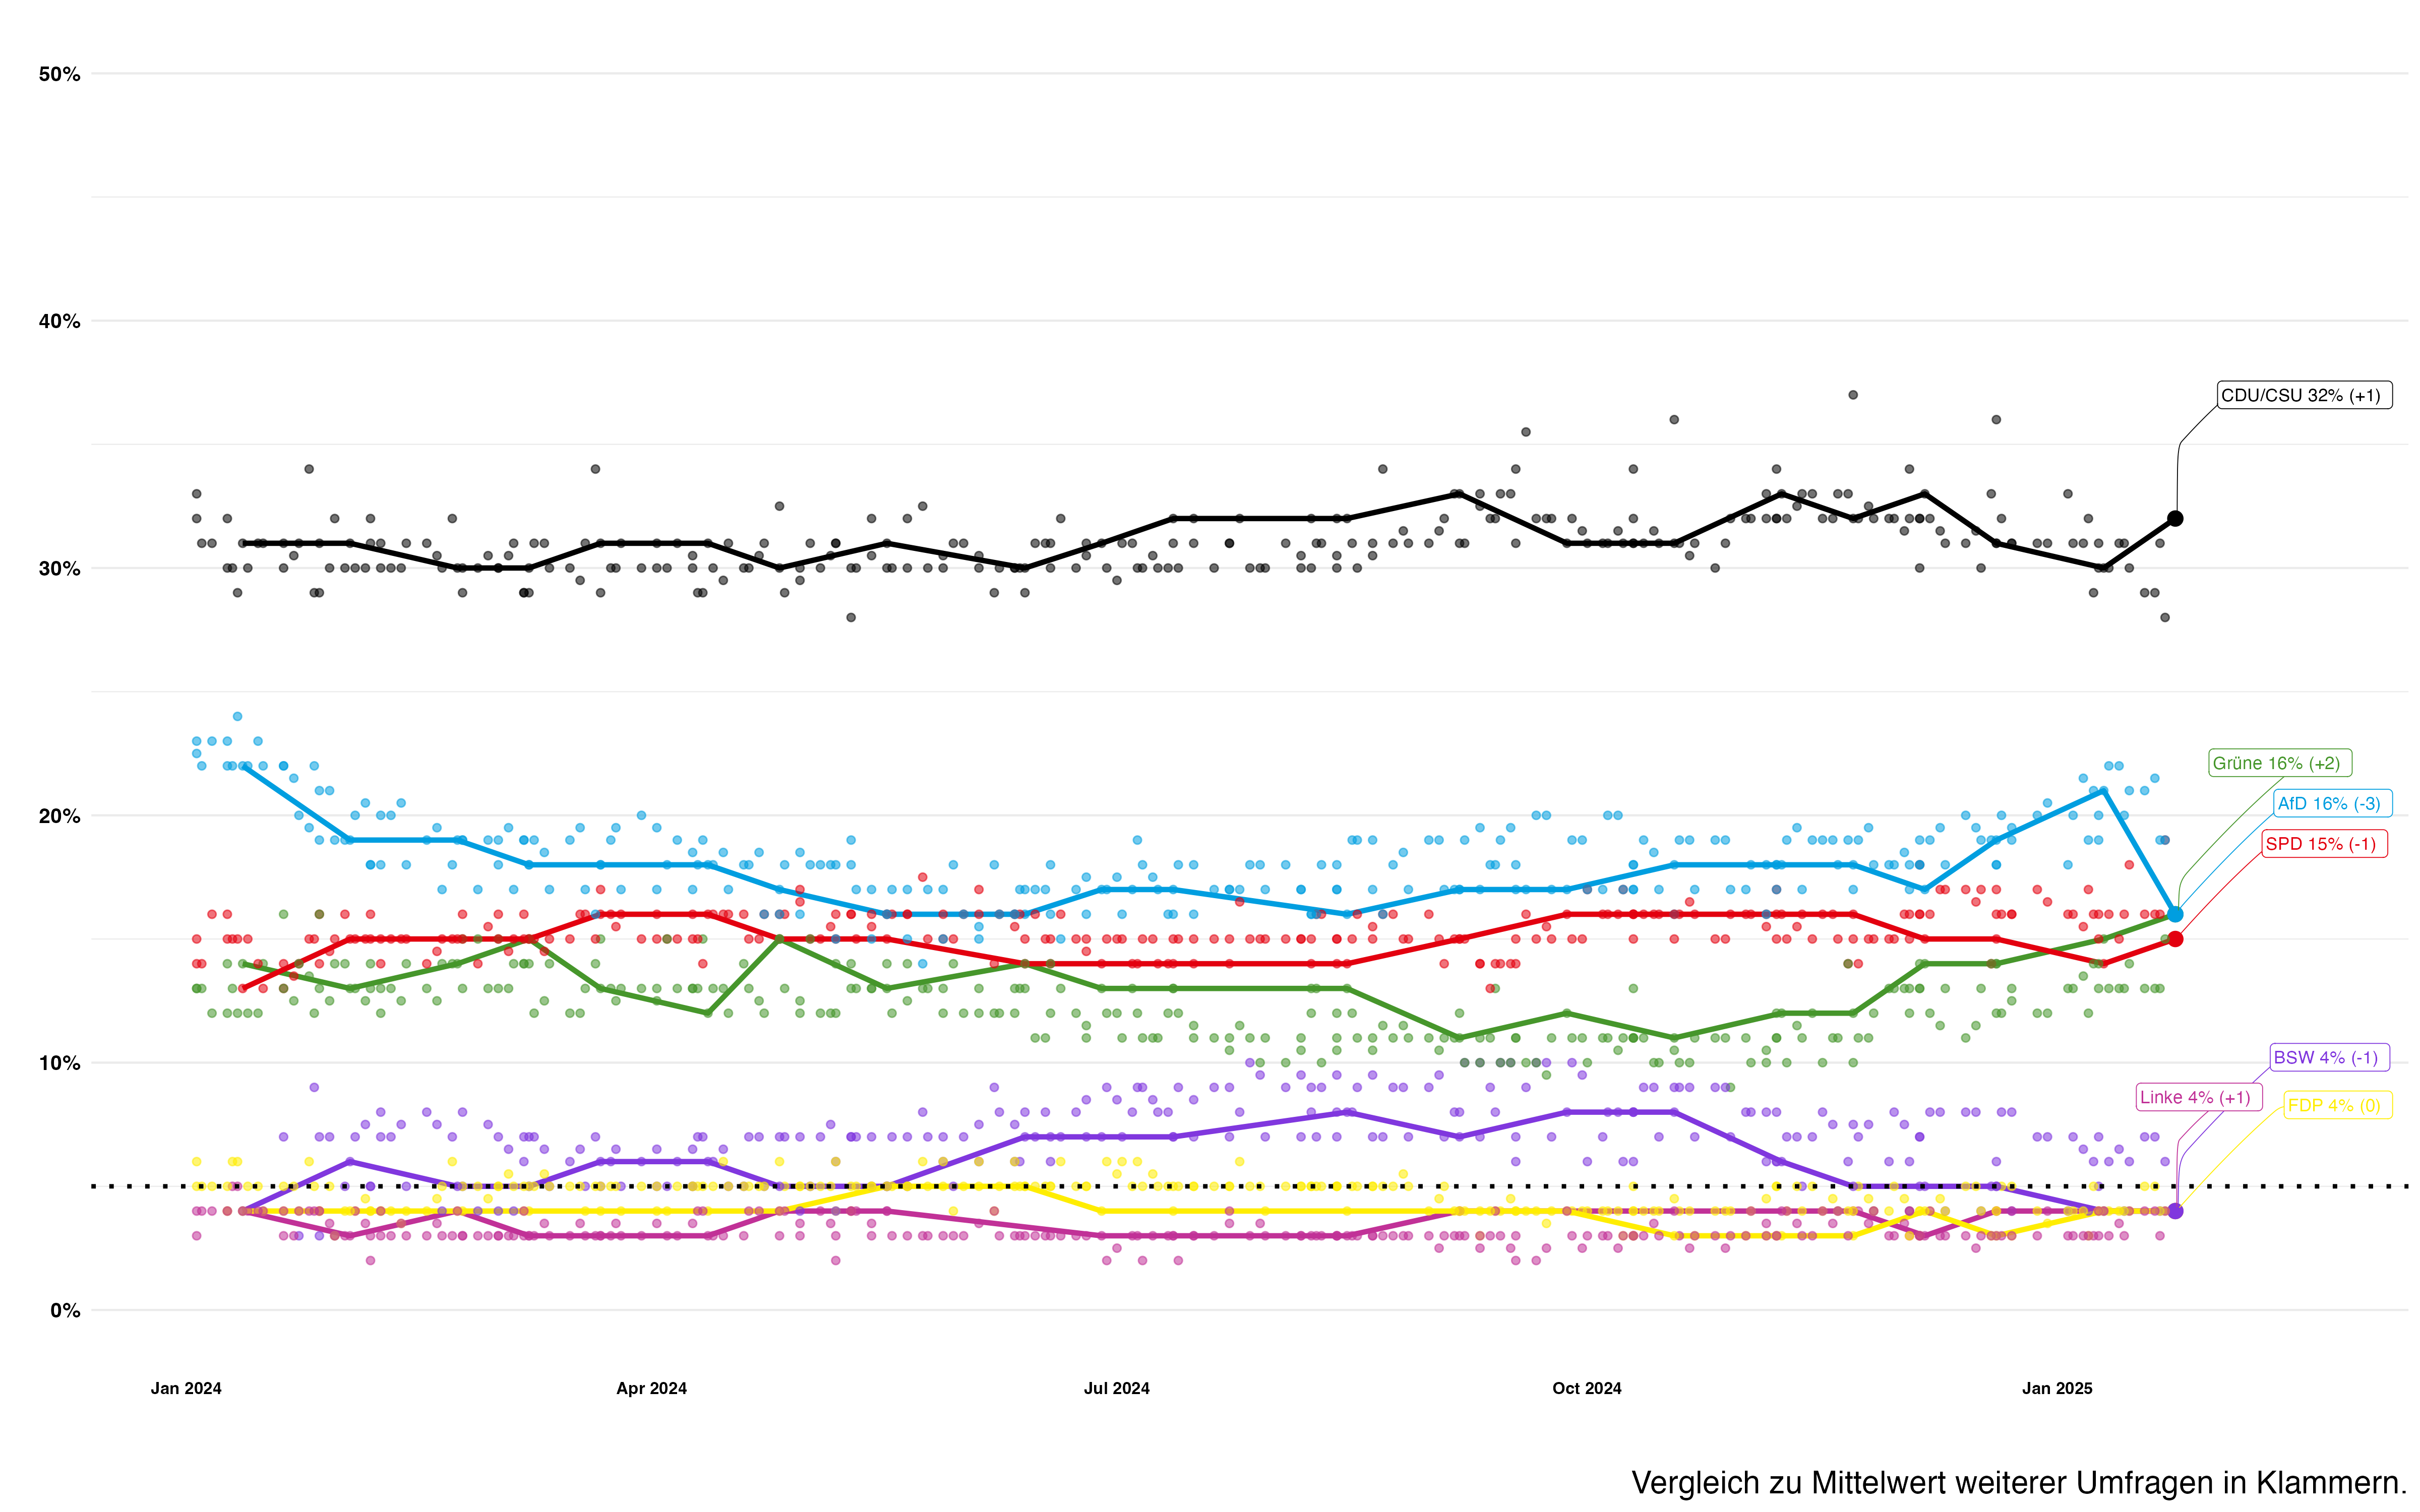 50%
40%
30%
20%
10%
0%
CDU/CSU 32% (+1)
Grüne 16% (+2)
AfD 16% (-3)
SPD 15% (-1)
BSW 4% (-1)
Linke 4% (+1)
FDP 4% (0)
Jan 2024
Apr 2024
Jul 2024
Oct 2024
Jan 2025
Vergleich zu Mittelwert weiterer Umfragen in Klammern.